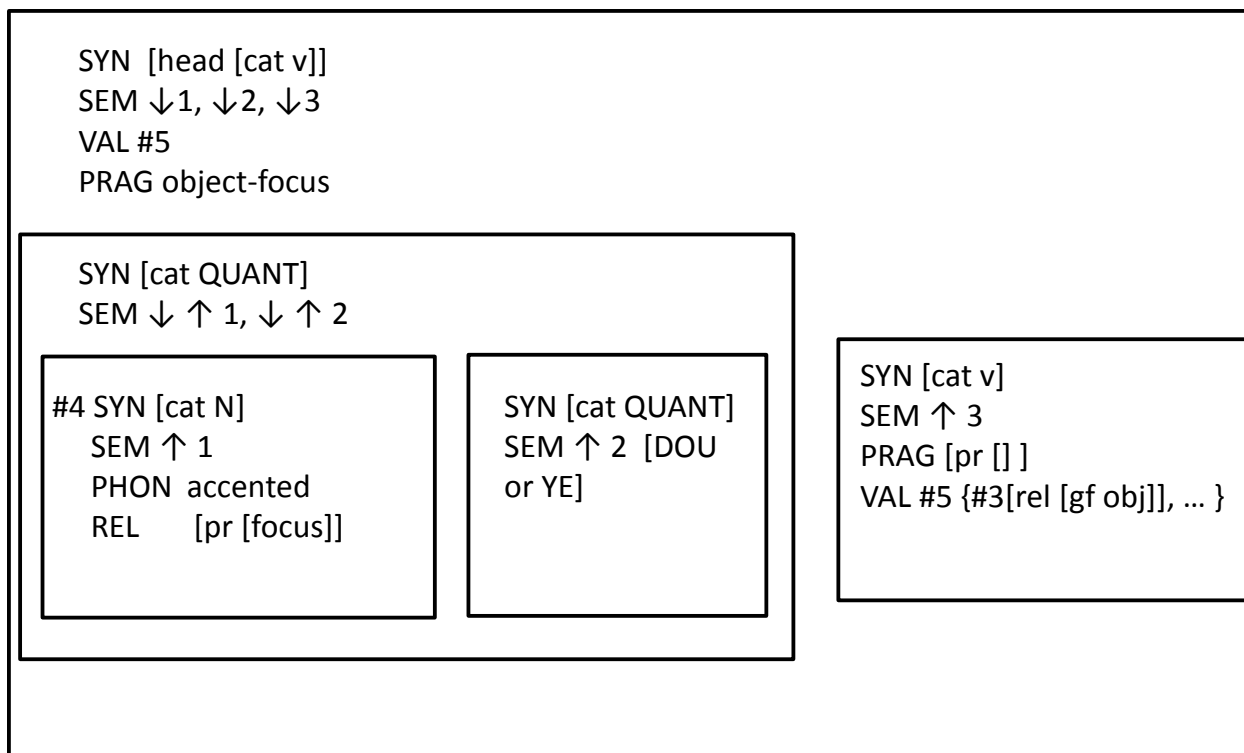 SYN [head [cat v]]
SEM ↓1, ↓2, ↓3
VAL #5
PRAG object-focus
SYN [cat QUANT]
SEM ↓ ↑ 1, ↓ ↑ 2
#4 SYN [cat N]
SEM ↑ 1
PHON accented
REL [pr [focus]]
SYN [cat QUANT]
SEM ↑ 2 [DOU
or YE]
SYN [cat v]
SEM ↑ 3
PRAG [pr [] ]
VAL #5 {#3[rel [gf obj]], … }